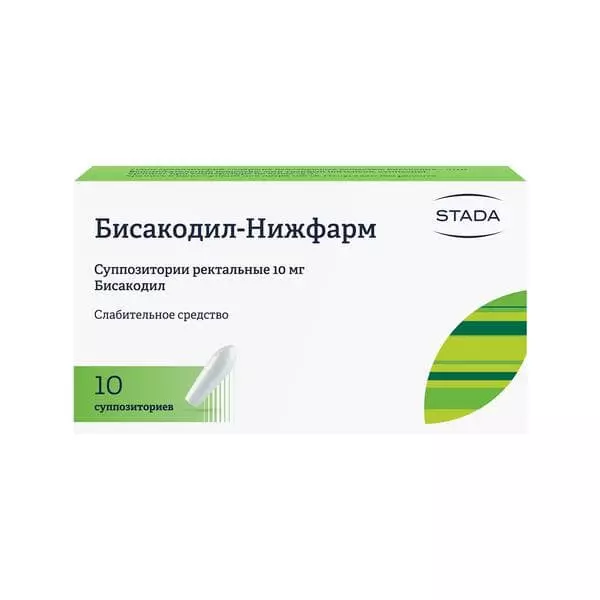 STADA
Бисакодил-Нижфарм
Суппозитории ректальные 10 мг
Бисакодил
Слабительное средство
10
суппозиториев